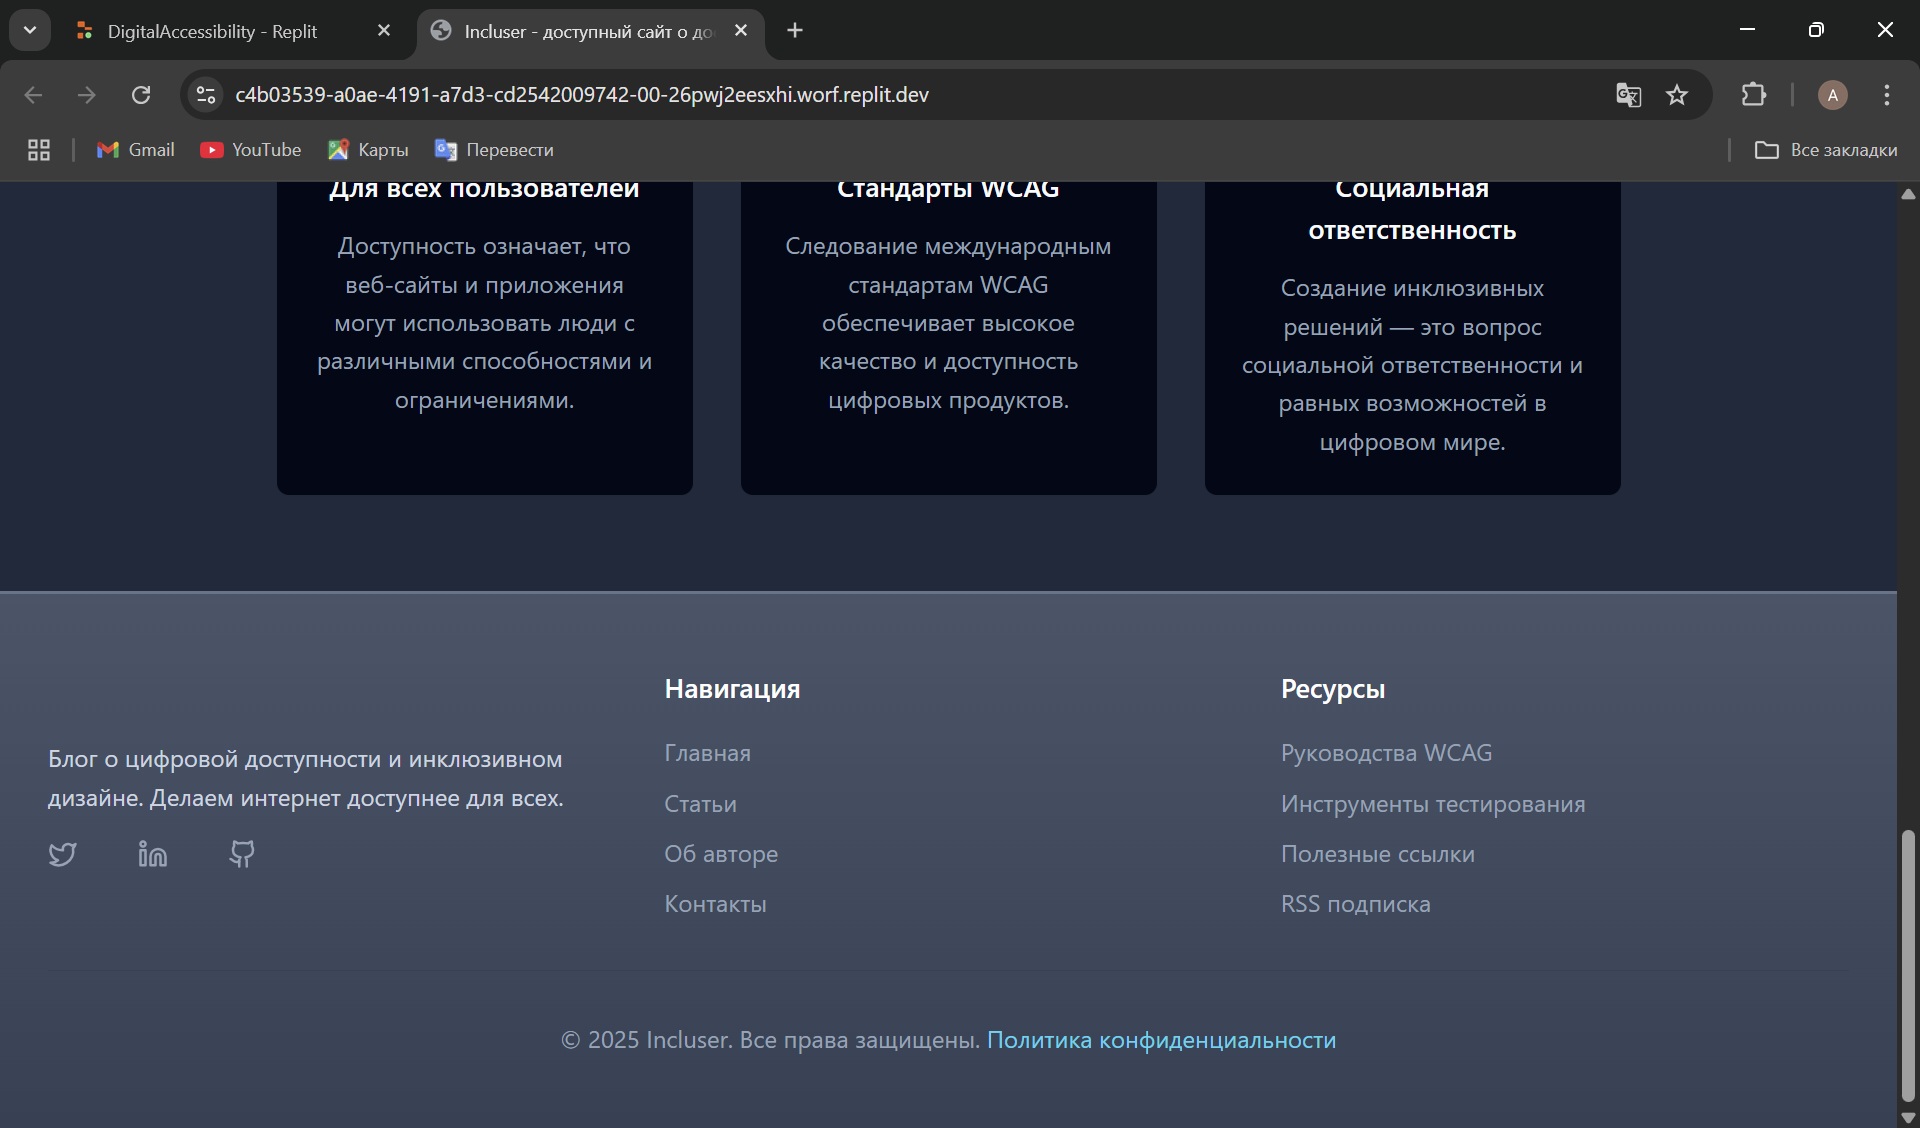 DigitalAccessibility - Replit
Incluser - доступный сайт о до
c4b03539-a0ae-4191-a7d3-cd2542009742-00-26pwj2eesxhi.worf.replit.dev
A
Gmail
YouTube
Карты
Перевести
Все закладки
Для всех пользователей
Доступность означает, что
веб-сайты и приложения
могут использовать люди с
различными способностями и
ограничениями.
Стандарты WCAG
Следование международным
стандартам WCAG
обеспечивает высокое
качество и доступность
цифровых продуктов.
Социальная
ответственность
Создание инклюзивных
решений — это вопрос
социальной ответственности и
равных возможностей в
цифровом мире.
Блог о цифровой доступности и инклюзивном
дизайне. Делаем интернет доступнее для всех.
Навигация
Главная
Статьи
Об авторе
Контакты
Ресурсы
Руководства WCAG
Инструменты тестирования
Полезные ссылки
RSS подписка
© 2025 Incluser. Все права защищены. Политика конфиденциальности